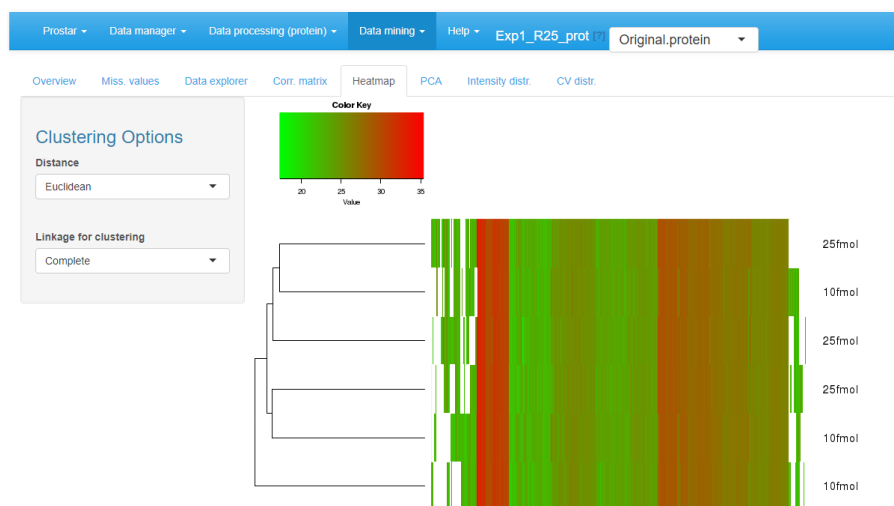 Prostar Data manager Data processing (protein) Data mining Help Exp1_R25_prot [?] Original.protein
Overview Miss. values Data explorer Corr. matrix Heatmap PCA Intensity distr. CV distr.
Clustering Options
Distance
Euclidean
Linkage for clustering
Complete
Color Key
20 25 30 35
Value
25fmol
10fmol
25fmol
25fmol
10fmol
10fmol